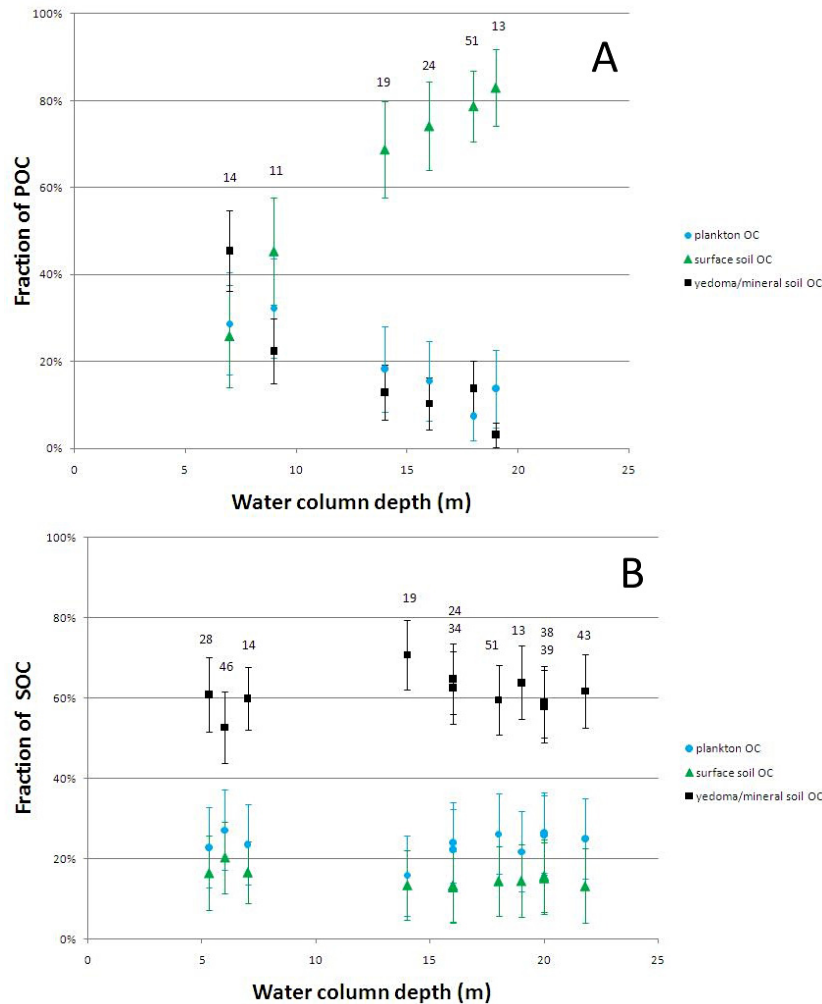 A
100%
13
51
24
19
80%
14
11
60%
Fraction of POC
40%
20%
0%
plankton OC
surface soil OC
yedoma/mineral soil OC
0 5 10 15 20 25
Water column depth (m)
B
100%
80%
19
24
34
38
39
43
13
51
28
46
14
60%
Fraction of SOC
40%
20%
0%
plankton OC
surface soil OC
yedoma/mineral soil OC
0 5 10 15 20 25
Water column depth (m)